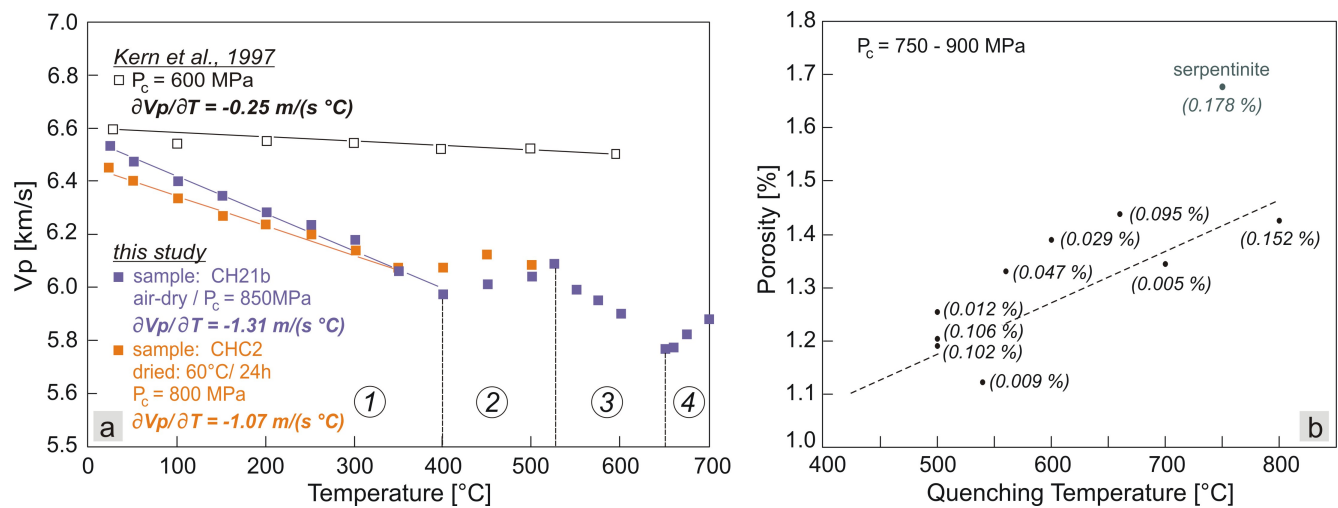 7.0
6.8
6.6
6.4
6.2
6.0
5.8
5.6
5.5
Vp [km/s]
Kern et al., 1997
□ Pc = 600 MPa
∂Vp/∂T = -0.25 m/(s °C)
this study
■ sample: CH21b
air-dry / Pc = 850MPa
∂Vp/∂T = -1.31 m/(s °C)
■ sample: CHC2
dried: 60°C/ 24h
Pc = 800 MPa
∂Vp/∂T = -1.07 m/(s °C)
a
1
2
3
4
0 100 200 300 400 500 600 700
Temperature [°C]
1.8
1.7
1.6
1.5
1.4
1.3
1.2
1.1
1.0
Porosity [%]
Pc = 750 - 900 MPa
serpentinite
(0.178 %)
(0.095 %)
(0.029 %)
(0.152 %)
(0.047 %)
(0.005 %)
(0.012 %)
(0.106 %)
(0.102 %)
(0.009 %)
b
400 500 600 700 800
Quenching Temperature [°C]